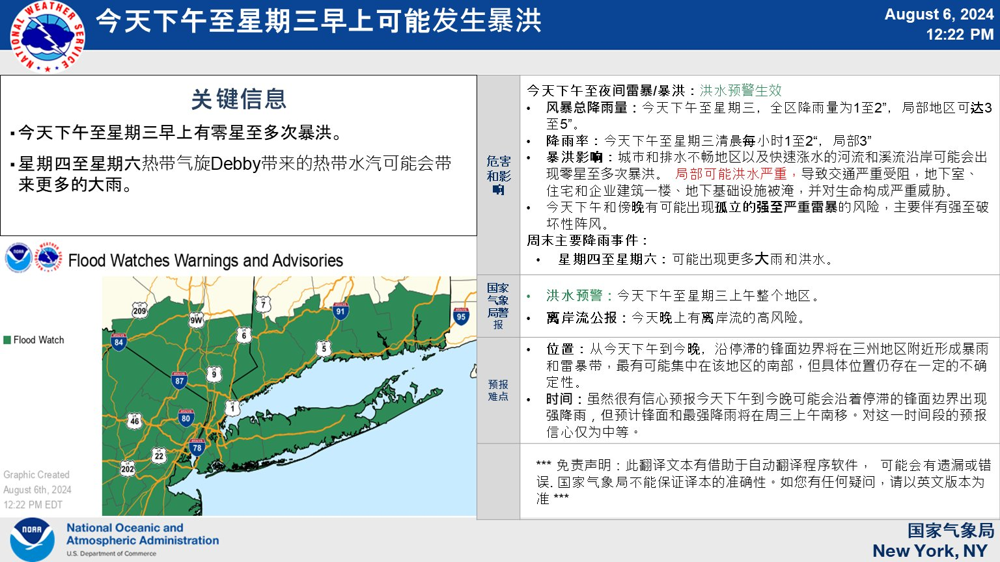 今天下午至星期三早上可能发生暴洪
August 6, 2024
12:22 PM
NATIONAL WEATHER SERVICE
关键信息
▪ 今天下午至星期三早上有零星至多次暴洪。
▪ 星期四至星期六热带气旋Debby带来的热带水汽可能会带
来更多的大雨。
NOAA
Flood Watches Warnings and Advisories
Flood Watch
209
9W
7
91
95
84
6
5
87
9
1
80
46
78
22
202
Graphic Created
August 6th, 2024
12:22 PM EDT
危害
和影
响
今天下午至夜间雷暴/暴洪：洪水预警生效
• 风暴总降雨量：今天下午至星期三，全区降雨量为1至2”，局部地区可达3
至5”。
• 降雨率：今天下午至星期三清晨每小时1至2“，局部3”
• 暴洪影响：城市和排水不畅地区以及快速涨水的河流和溪流沿岸可能会出
现零星至多次暴洪。 局部可能洪水严重，导致交通严重受阻，地下室、
住宅和企业建筑一楼、地下基础设施被淹，并对生命构成严重威胁。
• 今天下午和傍晚有可能出现孤立的强至严重雷暴的风险，主要伴有强至破
坏性阵风。
周末主要降雨事件：
• 星期四至星期六：可能出现更多大雨和洪水。
国家
气象
局警
报
• 洪水预警：今天下午至星期三上午整个地区。
• 离岸流公报：今天晚上有离岸流的高风险。
预报
难点
• 位置：从今天下午到今晚，沿停滞的锋面边界将在三州地区附近形成暴雨
和雷暴带，最有可能集中在该地区的南部，但具体位置仍存在一定的不确
定性。
• 时间：虽然很有信心预报今天下午到今晚可能会沿着停滞的锋面边界出现
强降雨，但预计锋面和最强降雨将在周三上午南移。对这一时间段的预报
信心仅为中等。
*** 免责声明：此翻译文本有借助于自动翻译程序软件， 可能会有遗漏或错
误. 国家气象局不能保证译本的准确性。如您有任何疑问，请以英文版本为
准 ***
NOAA
National Oceanic and
Atmospheric Administration
U.S. Department of Commerce
国家气象局
New York, NY